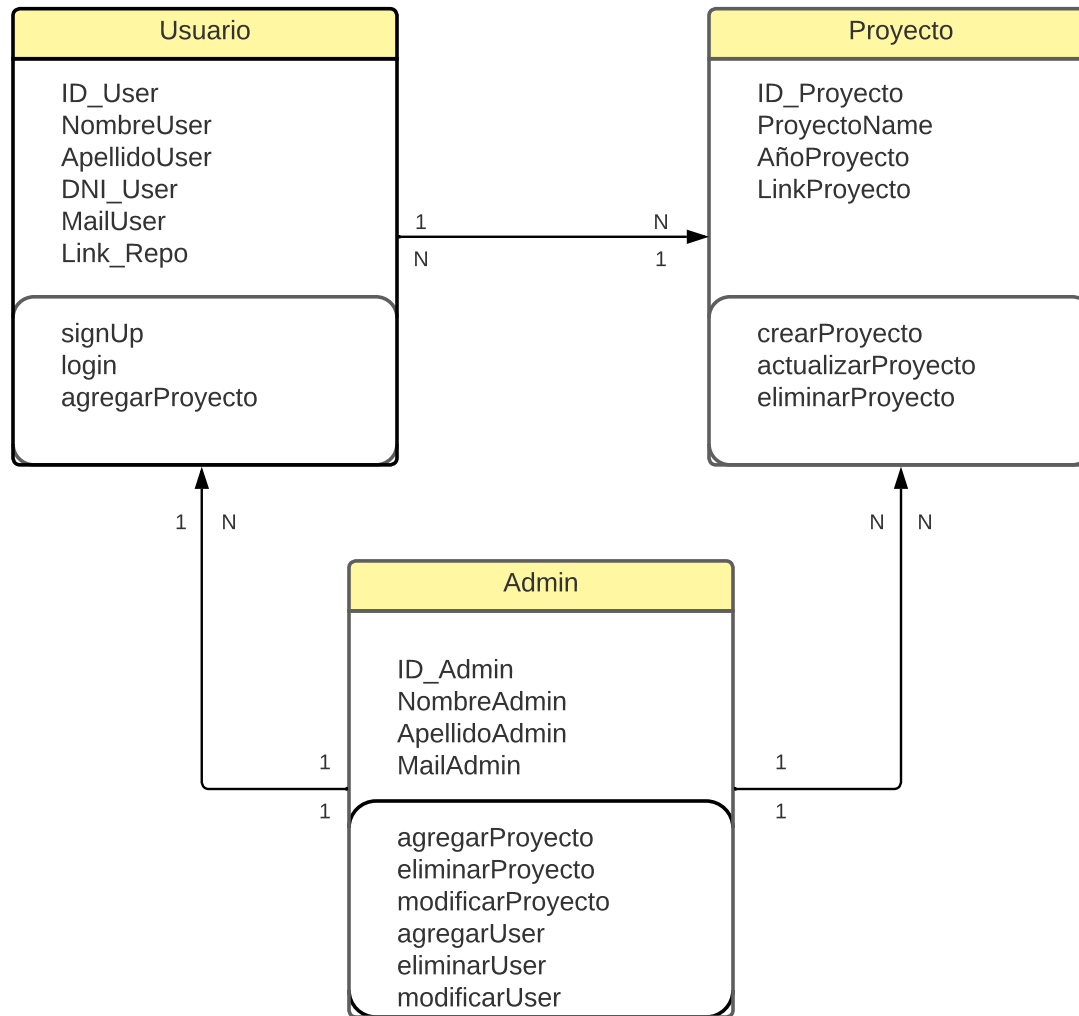 Usuario
ID_User
NombreUser
ApellidoUser
DNI_User
MailUser
Link_Repo
signUp
login
agregarProyecto
1
N
N
1
Proyecto
ID_Proyecto
ProyectoName
AñoProyecto
LinkProyecto
crearProyecto
actualizarProyecto
eliminarProyecto
1 N
N N
Admin
ID_Admin
NombreAdmin
ApellidoAdmin
MailAdmin
1
1
1
1
agregarProyecto
eliminarProyecto
modificarProyecto
agregarUser
eliminarUser
modificarUser